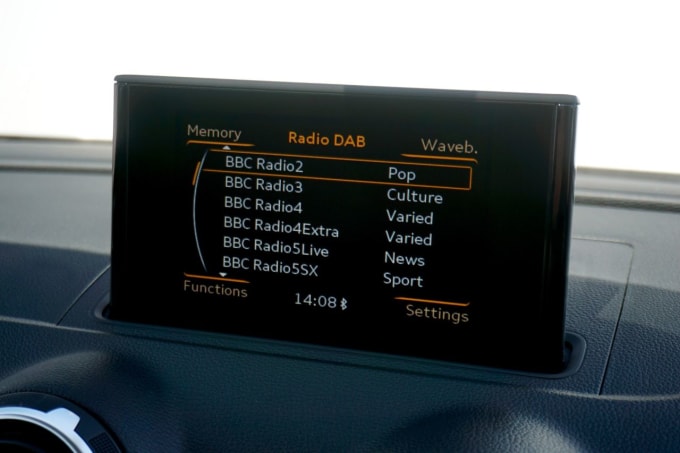 Memory Radio DAB Waveb.
BBC Radio2 Pop
BBC Radio3 Culture
BBC Radio4 Varied
BBC Radio4Extra Varied
BBC Radio5Live News
BBC Radio5SX Sport
Functions 14:08 Settings